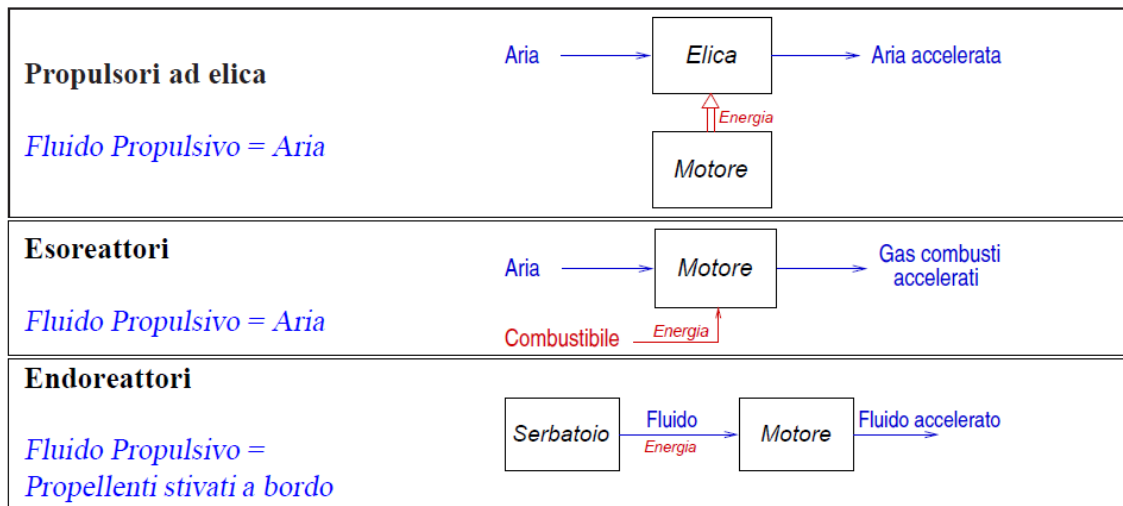 Propulsori ad elica
Fluido Propulsivo = Aria
Aria
Elica
Aria accelerata
Energia
Motore
Esoreattori
Fluido Propulsivo = Aria
Aria
Motore
Gas combusti
accelerati
Combustibile
Energia
Endoreattori
Fluido Propulsivo =
Propellenti stivati a bordo
Serbatoio
Fluido
Energia
Motore
Fluido accelerato